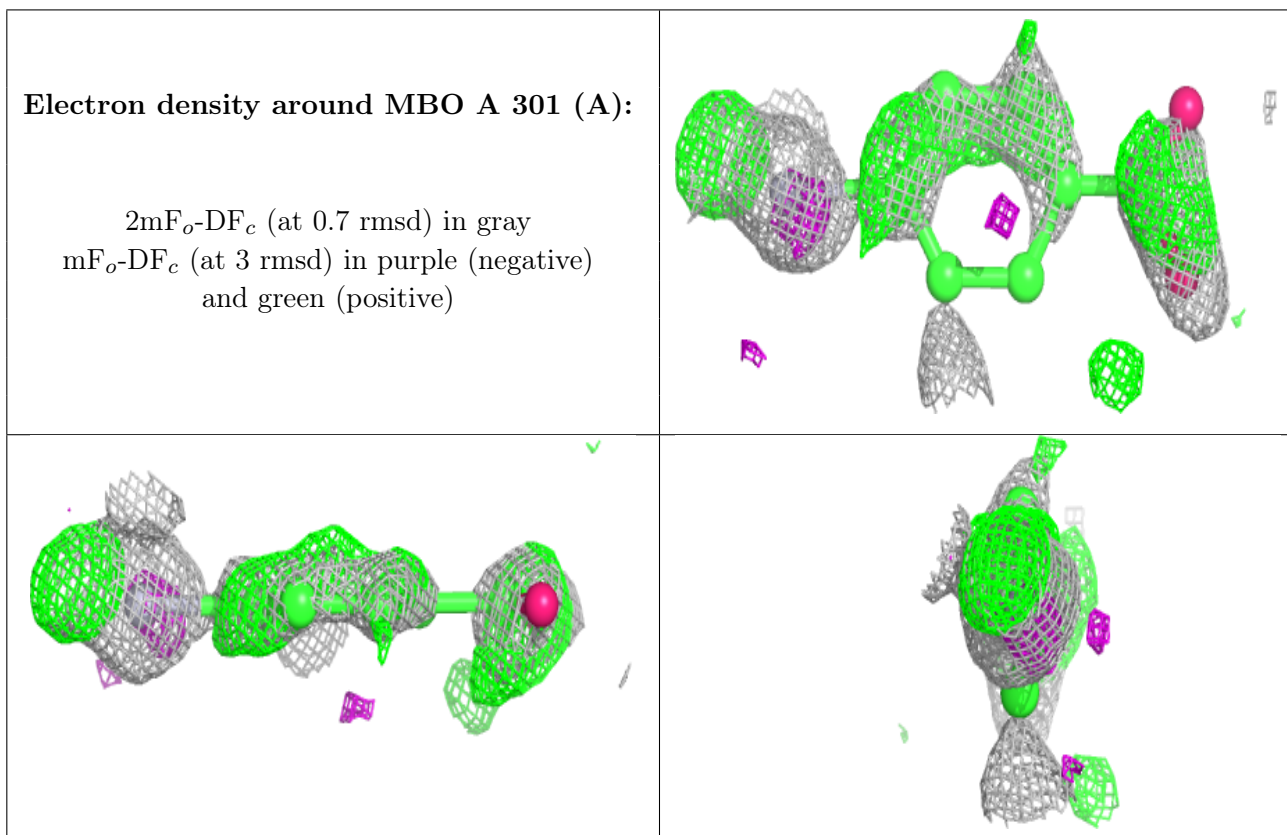 Electron density around MBO A 301 (A):
2mFo-DFc (at 0.7 rmsd) in gray
mFo-DFc (at 3 rmsd) in purple (negative)
and green (positive)